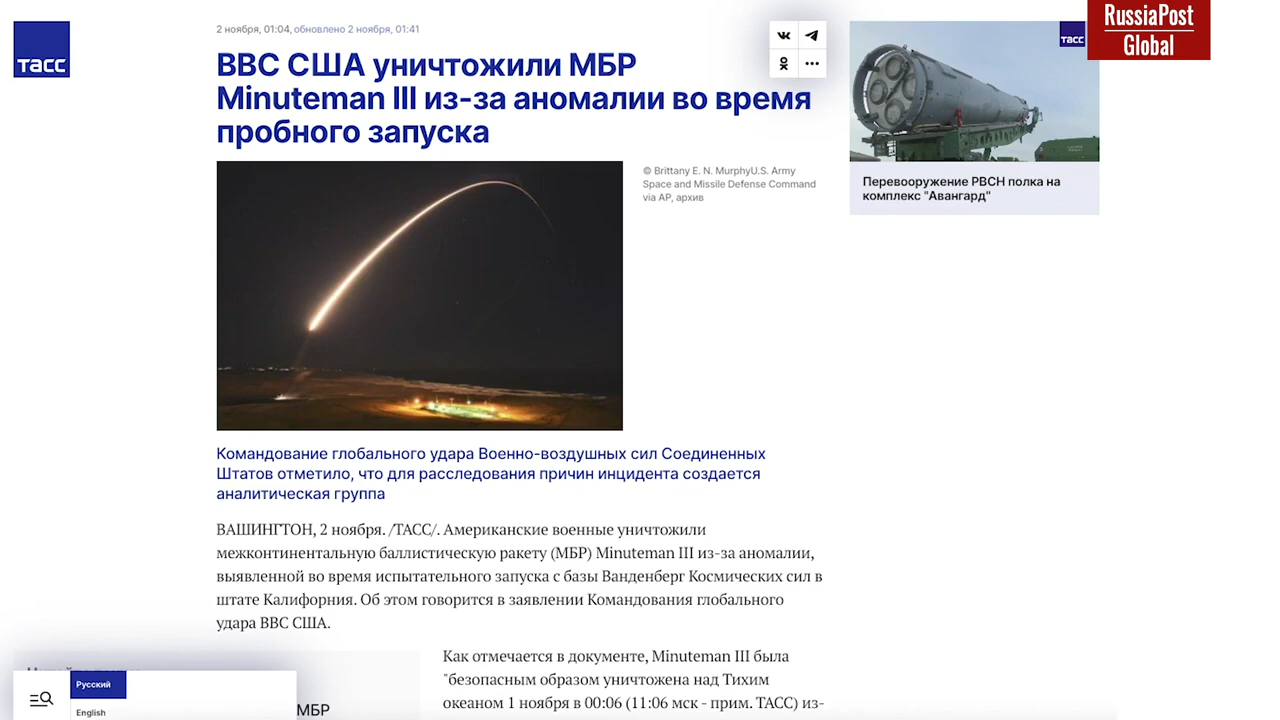 ТАСС
2 ноября, 01:04, обновлено 2 ноября, 01:41
ВВС США уничтожили МБР
Minuteman III из-за аномалии во время
пробного запуска
© Brittany E. N. MurphyU.S. Army
Space and Missile Defense Command
via AP, архив
ТАСС
RussiaPost
Global
Перевооружение РВСН полка на
комплекс "Авангард"
Командование глобального удара Военно-воздушных сил Соединенных
Штатов отметило, что для расследования причин инцидента создается
аналитическая группа
ВАШИНГТОН, 2 ноября. /ТАСС/. Американские военные уничтожили
межконтинентальную баллистическую ракету (МБР) Minuteman III из-за аномалии,
выявленной во время испытательного запуска с базы Ванденберг Космических сил в
штате Калифорния. Об этом говорится в заявлении Командования глобального
удара ВВС США.
Как отмечается в документе, Minuteman III была
"безопасным образом уничтожена над Тихим
океаном 1 ноября в 00:06 (11:06 мск - прим. ТАСС) из-
Русский
English
МБР